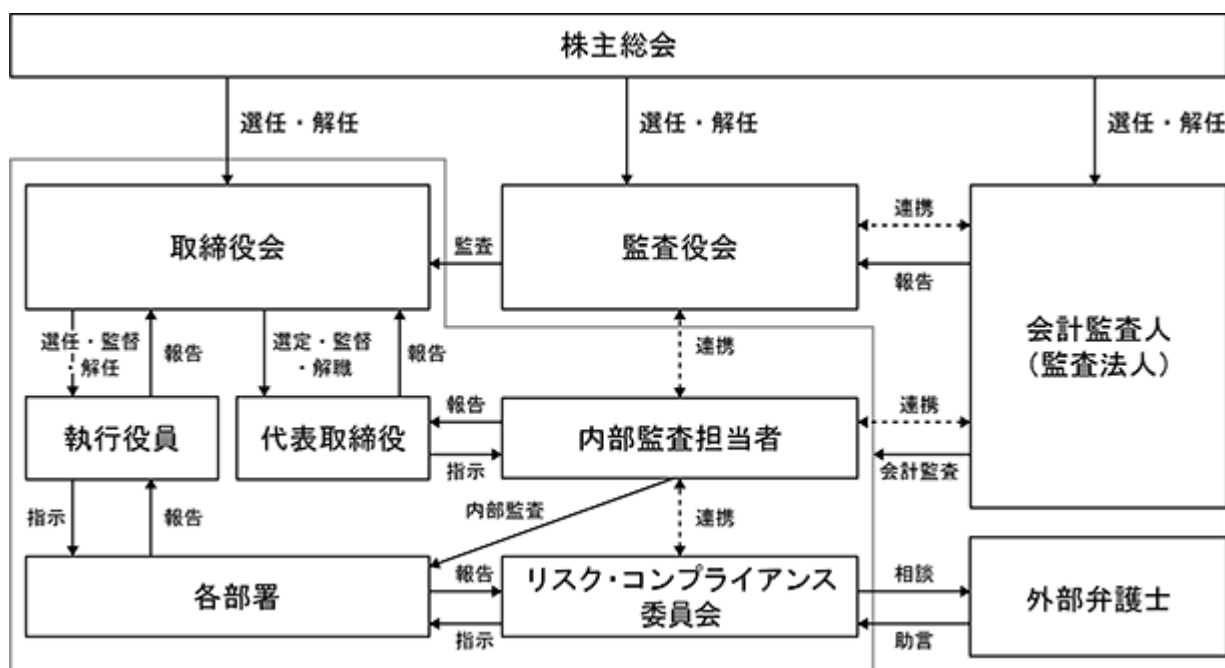 株主総会
選任・解任
選任・解任
選任・解任
取締役会
監査
監査役会
連携
報告
会計監査人
（監査法人）
選任・監督
・解任
報告
選定・監督
・解職
報告
連携
執行役員
代表取締役
報告
指示
内部監査担当者
連携
会計監査
指示
報告
内部監査
連携
各部署
報告
指示
リスク・コンプライアンス
委員会
相談
助言
外部弁護士